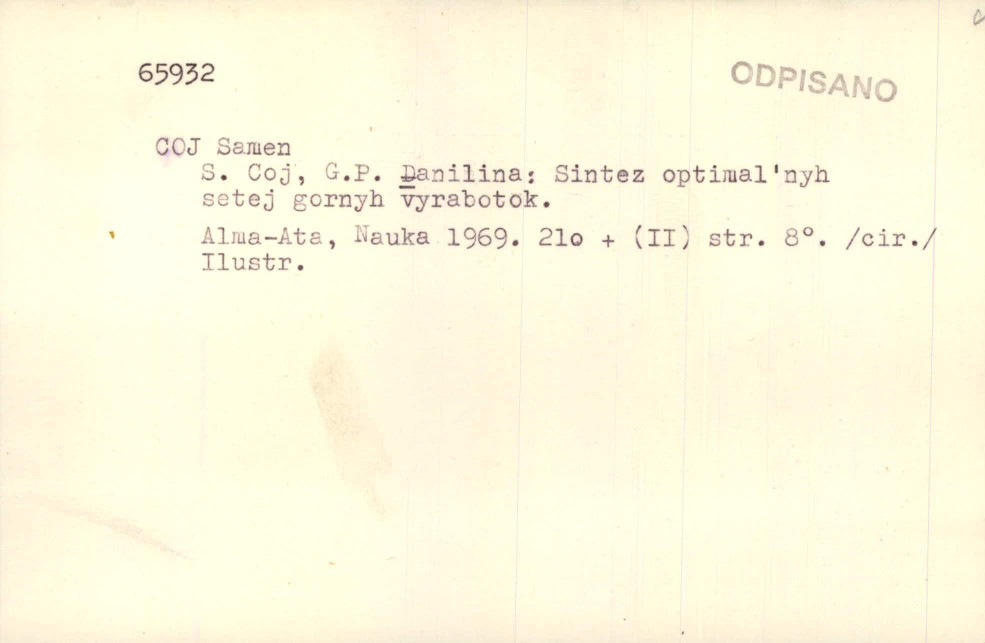 65932
ODPISANO
COJ Samen
S. Coj, G.P. Danilina: Sintez optimal'nyh
setej gornyh vyrabotok.
Alma-Ata, Nauka 1969. 21o + (II) str. 8°. /cir./
Ilustr.